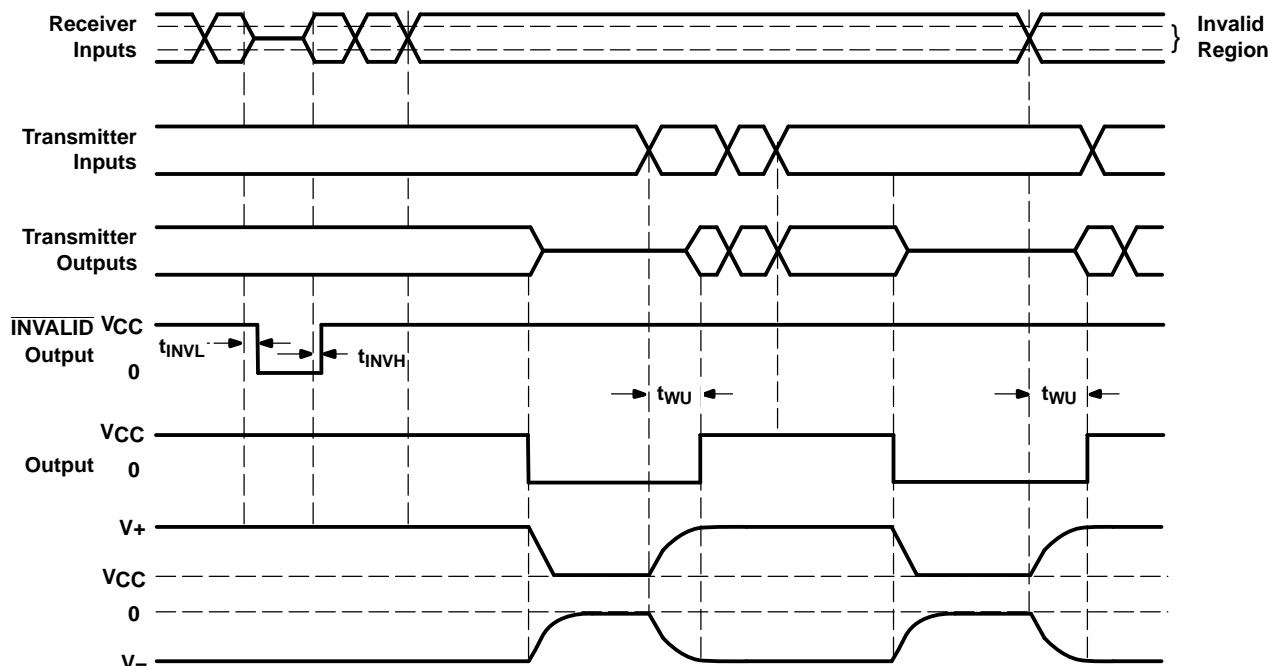 Receiver
Inputs
Invalid
Region
}
Transmitter
Inputs
Transmitter
Outputs
INVALID
Output
VCC
0
tINVL
tINVH
tWU
tWU
Output
VCC
0
V+
VCC
0
V−